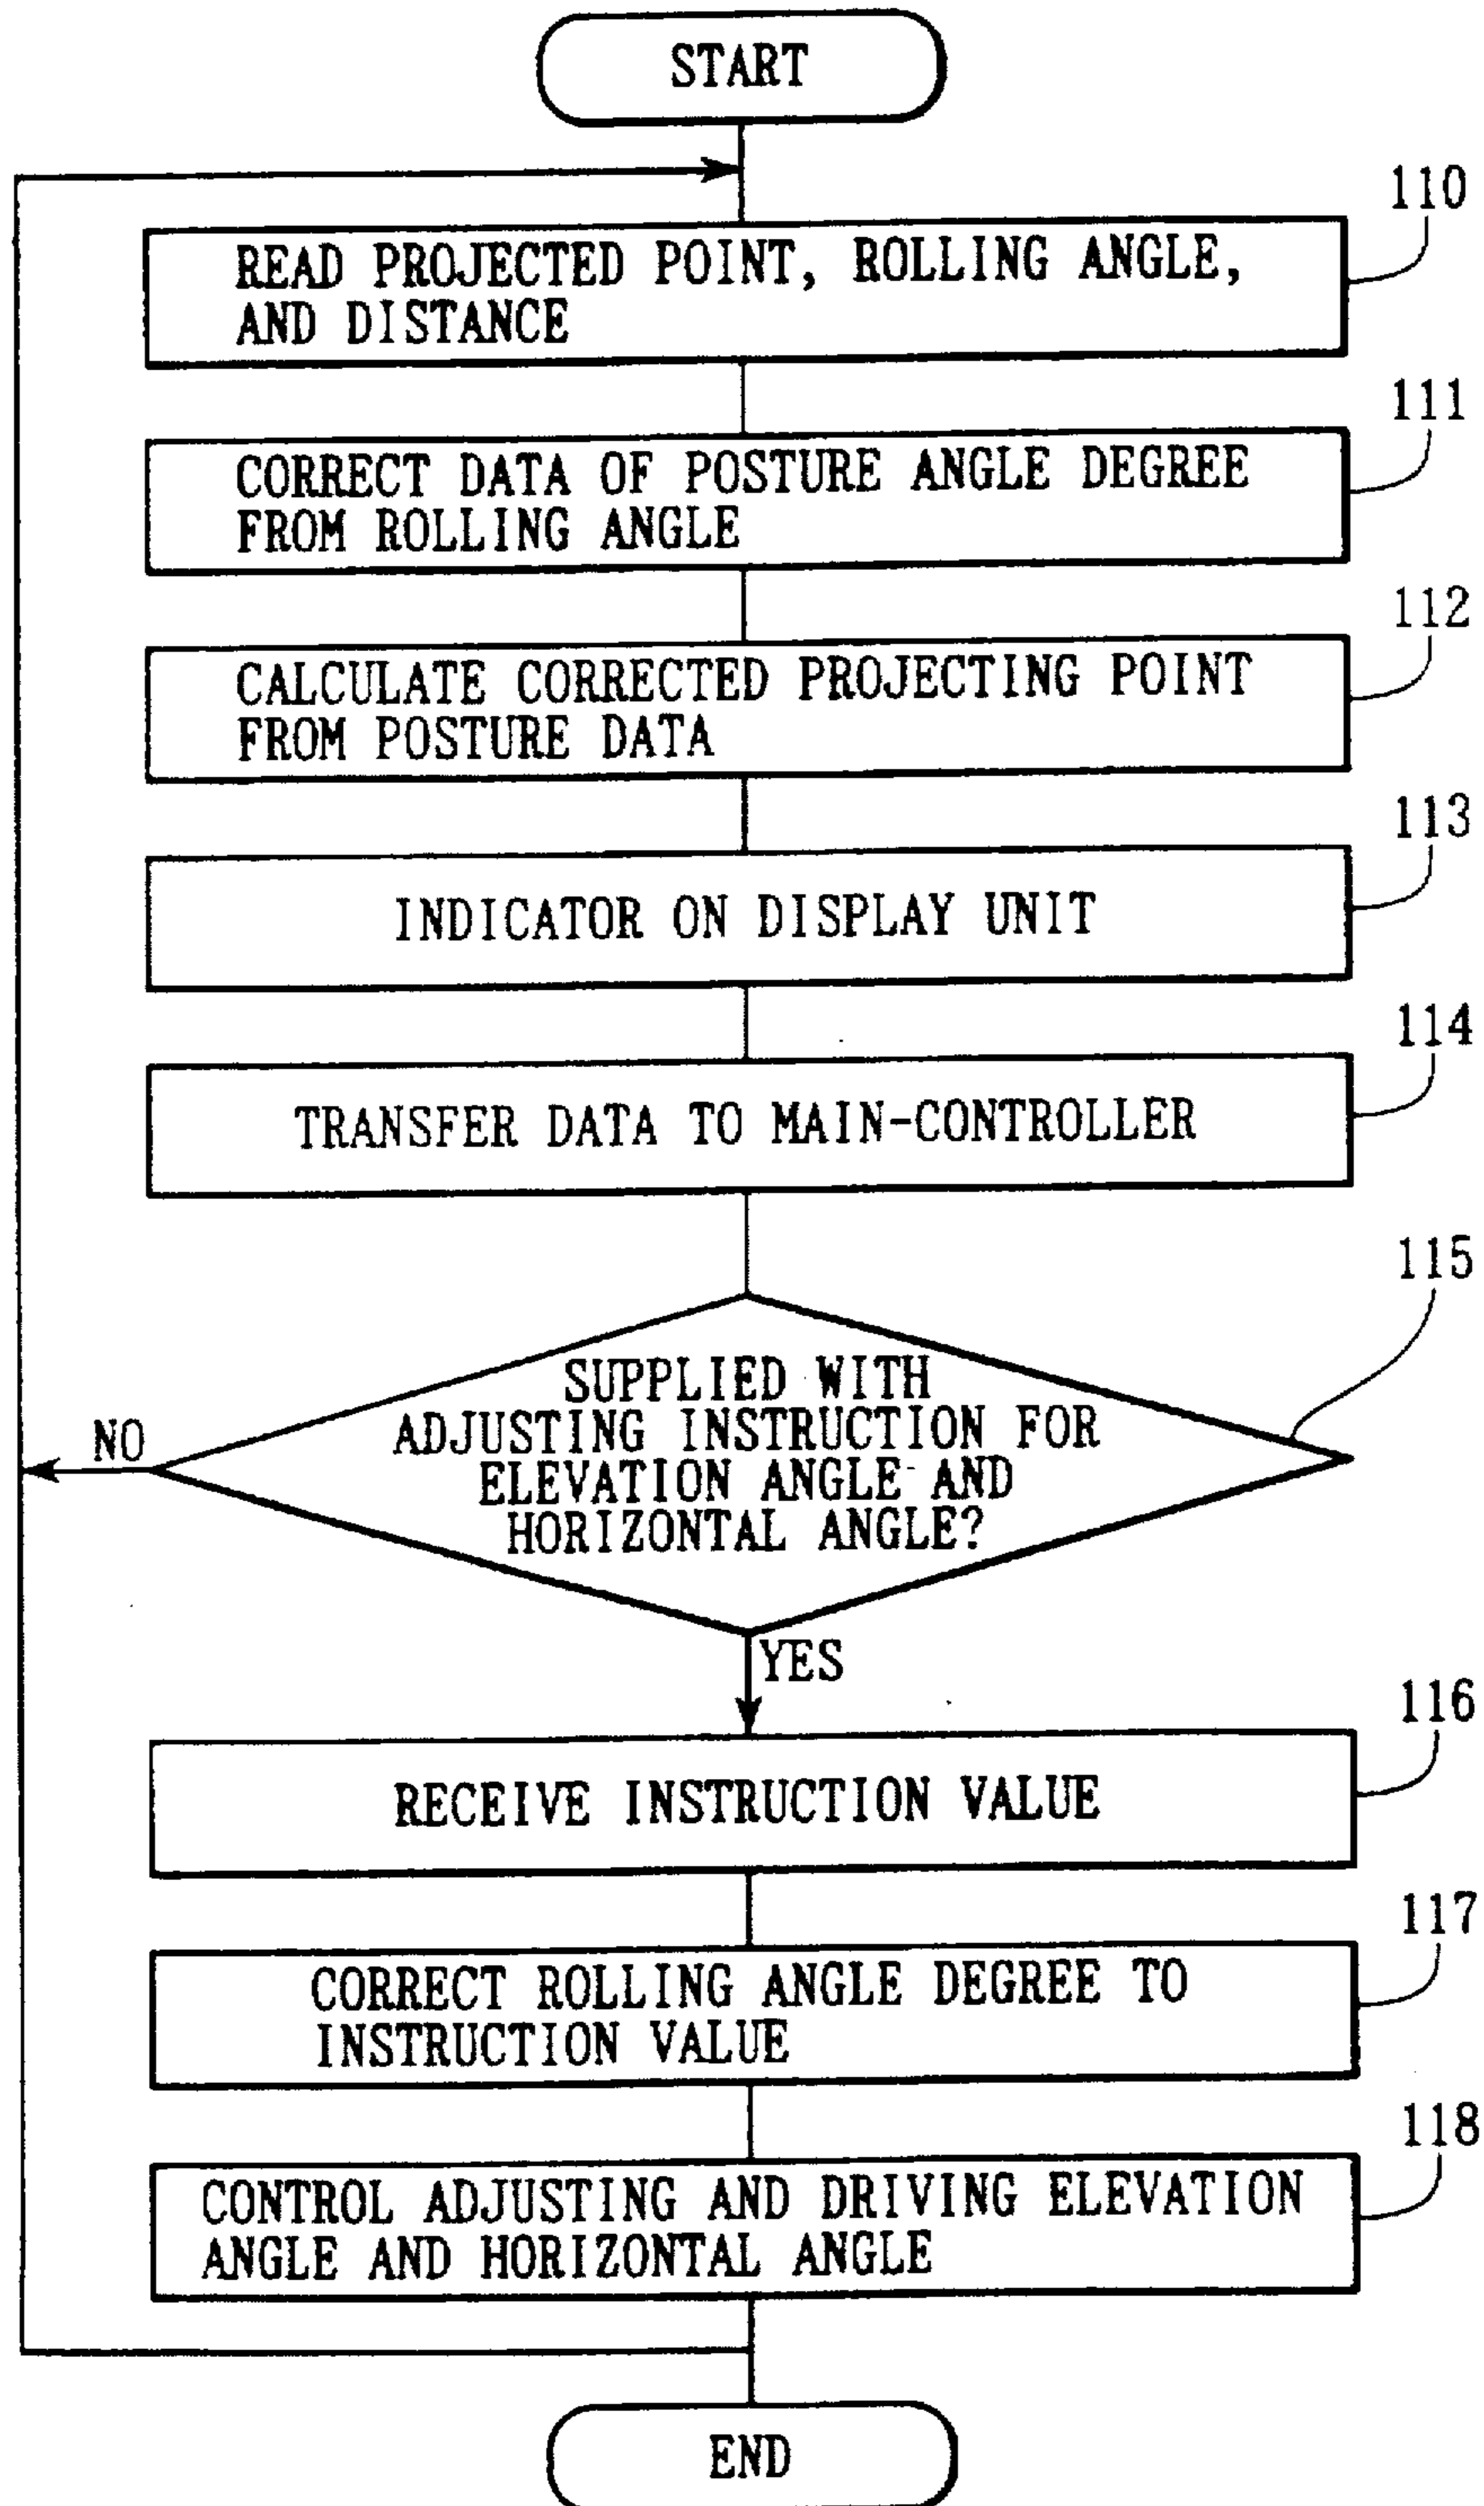 START
110
READ PROJECTED POINT, ROLLING ANGLE,
AND DISTANCE
111
CORRECT DATA OF POSTURE ANGLE DEGREE
FROM ROLLING ANGLE
112
CALCULATE CORRECTED PROJECTING POINT
FROM POSTURE DATA
113
INDICATOR ON DISPLAY UNIT
114
TRANSFER DATA TO MAIN-CONTROLLER
115
SUPPLIED WITH
ADJUSTING INSTRUCTION FOR
ELEVATION ANGLE AND
HORIZONTAL ANGLE?
NO
YES
116
RECEIVE INSTRUCTION VALUE
117
CORRECT ROLLING ANGLE DEGREE TO
INSTRUCTION VALUE
118
CONTROL ADJUSTING AND DRIVING ELEVATION
ANGLE AND HORIZONTAL ANGLE
END